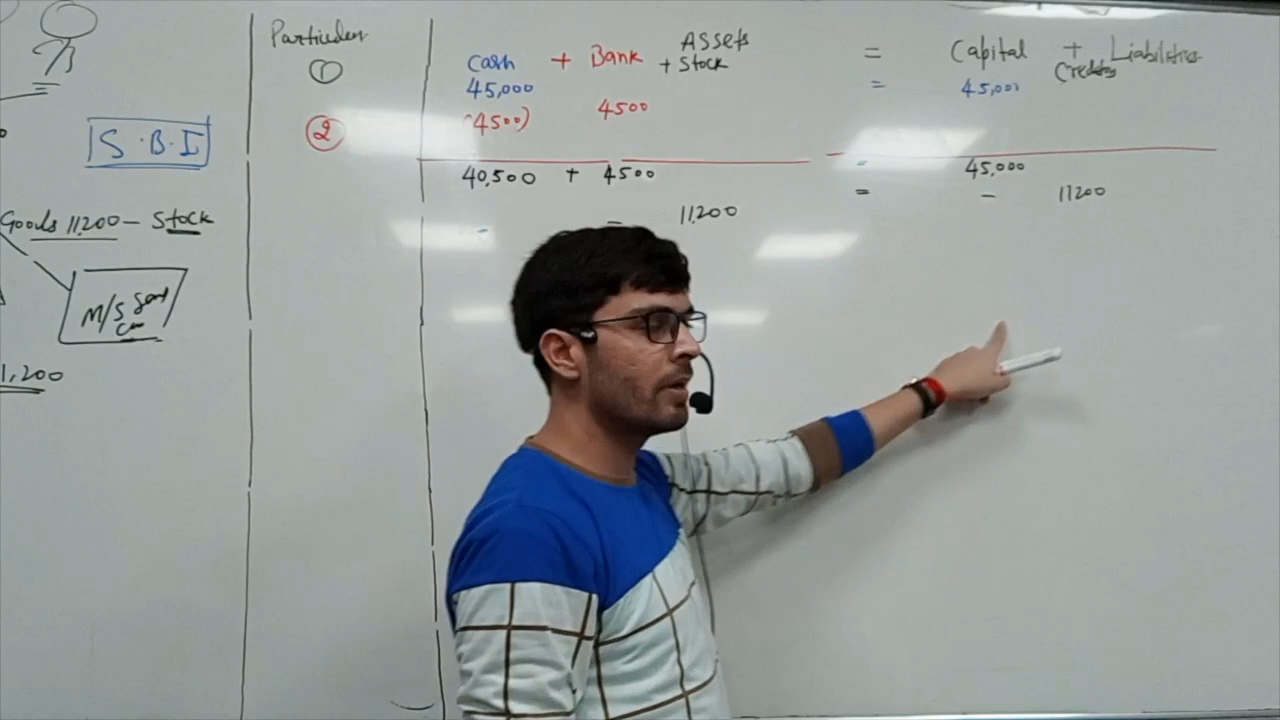 Particular
①
②
S.B.I
Goods 11,200 – Stock
M/S
1,200
Assets
Cash + Bank + Stock = Capital + Liabilities
Creditors
45,000 = 45,000
(4500) 4500
40,500 + 4500 = 45,000
- – 11,200 = – 11200